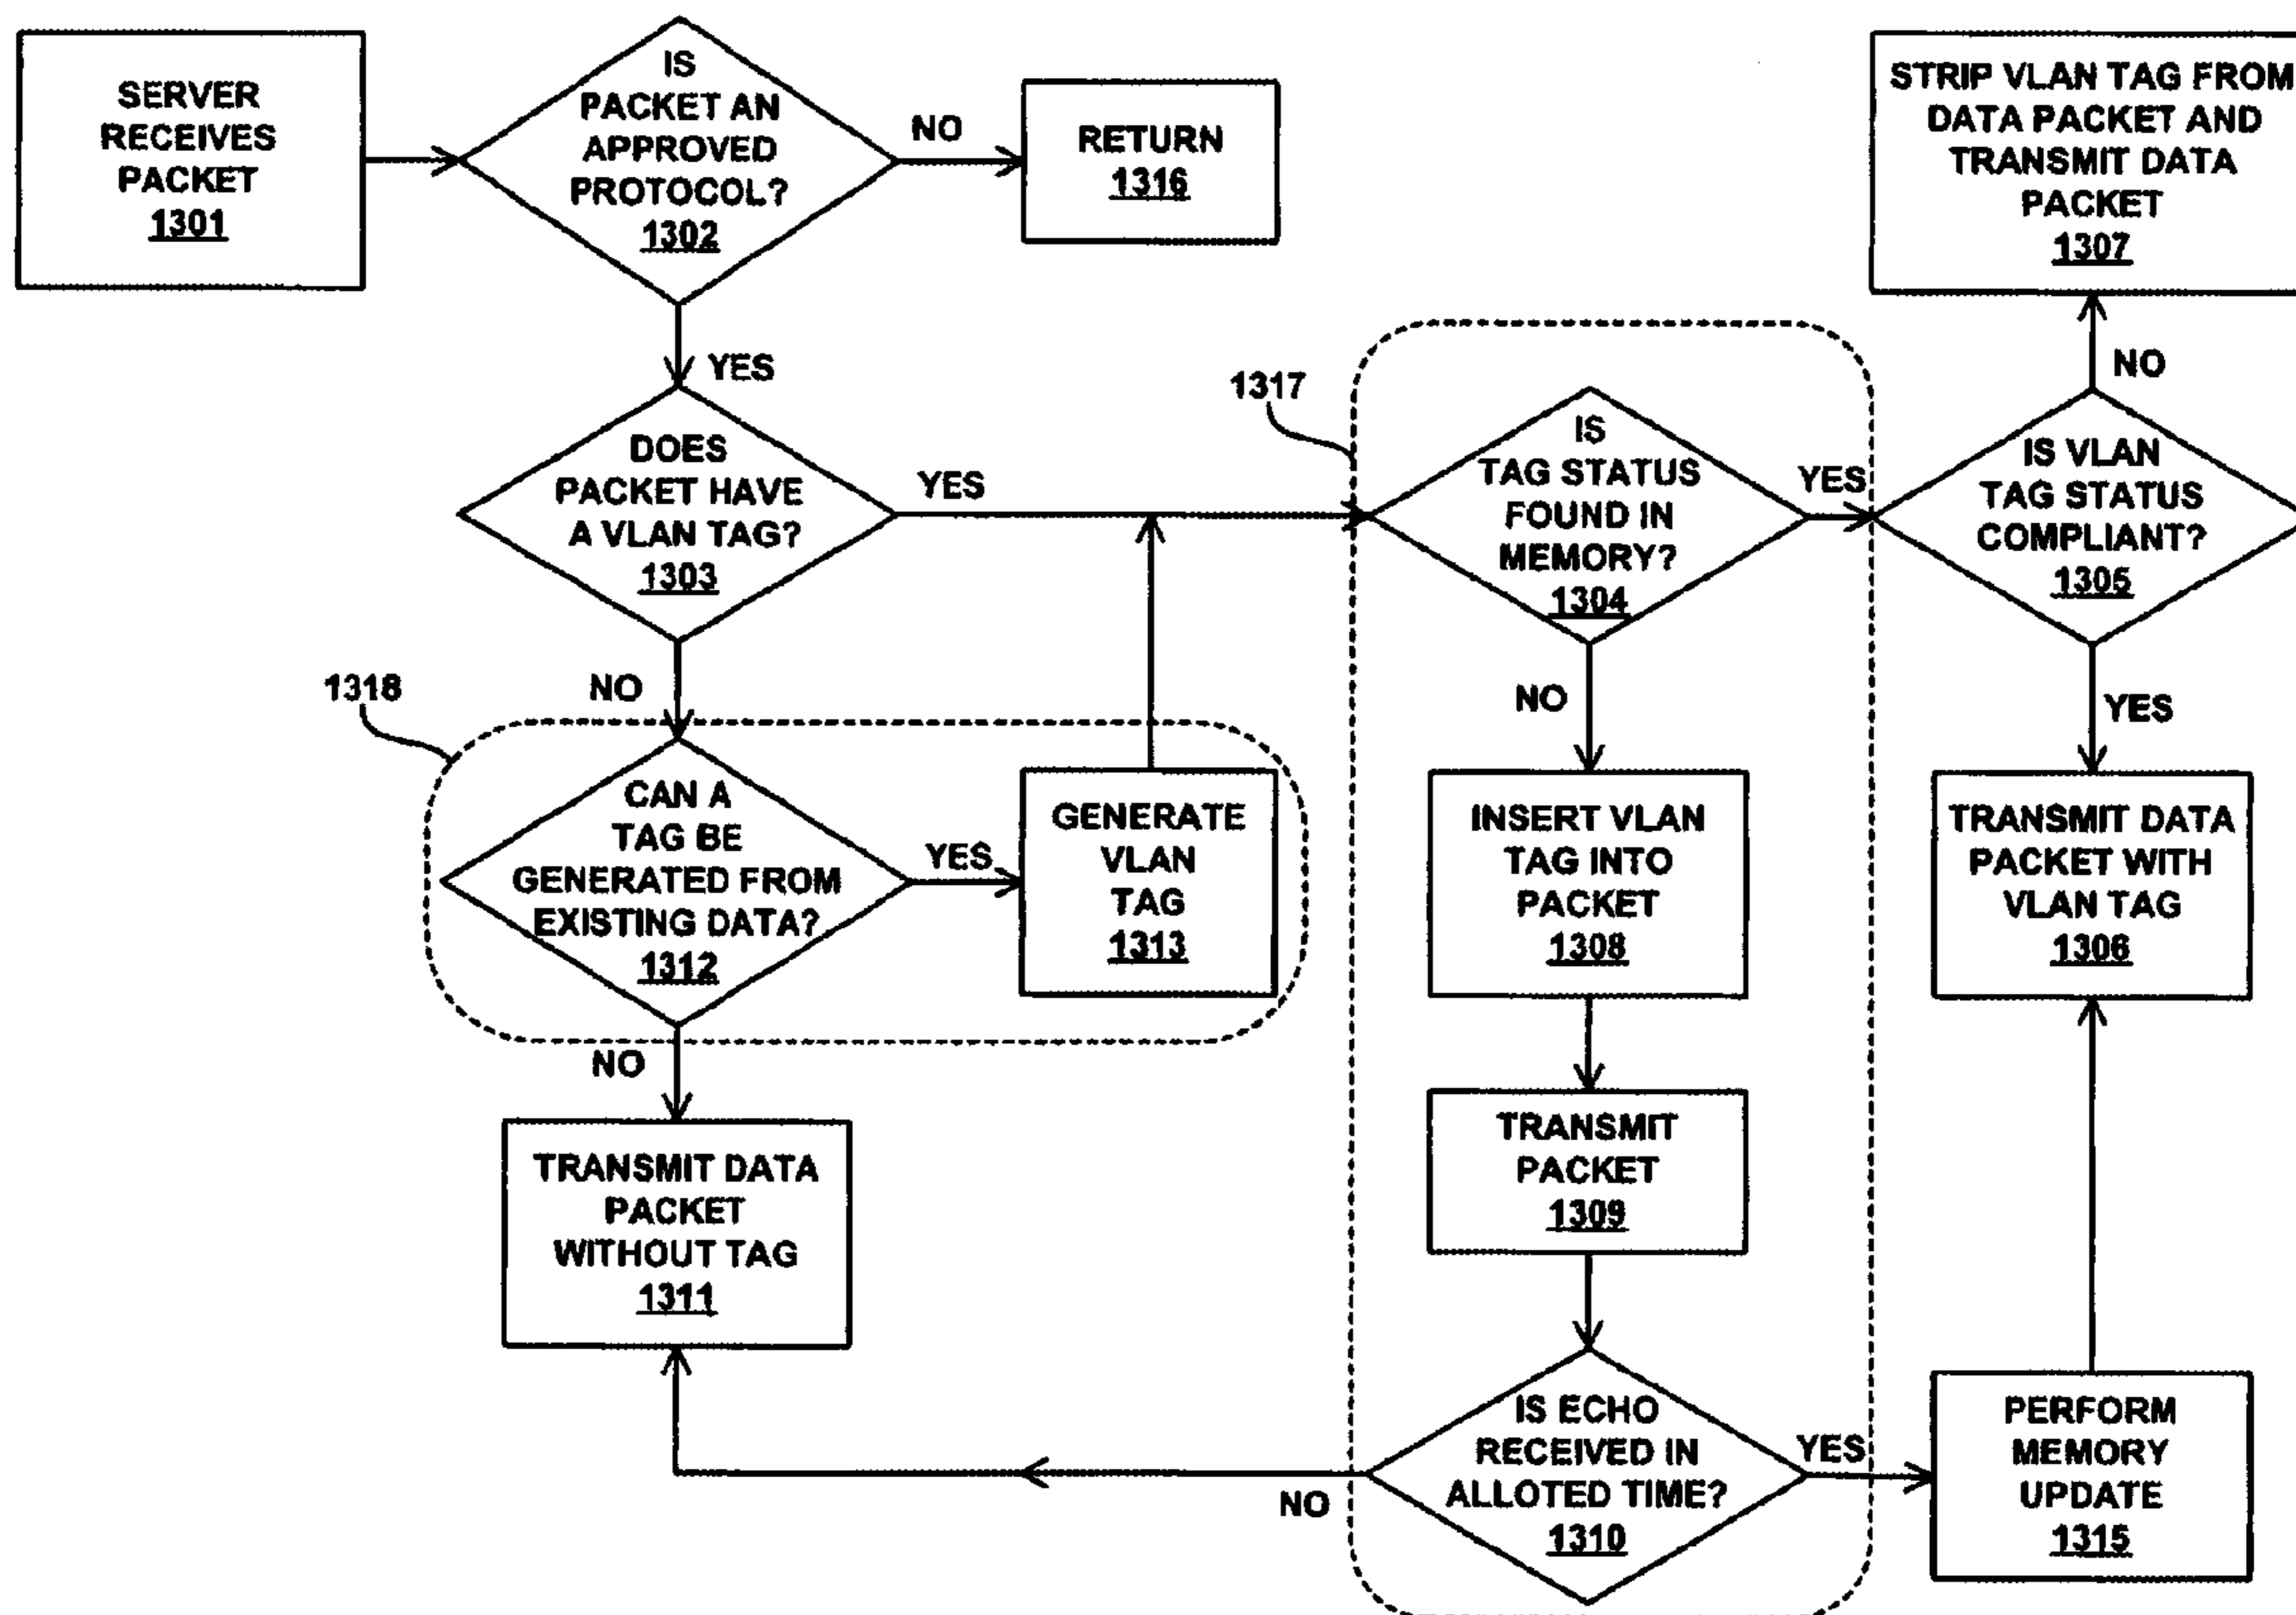 SERVER
RECEIVES
PACKET
1301
IS
PACKET AN
APPROVED
PROTOCOL?
1302
NO
RETURN
1316
STRIP VLAN TAG FROM
DATA PACKET AND
TRANSMIT DATA
PACKET
1307
YES
NO
1317
DOES
PACKET HAVE
A VLAN TAG?
1303
YES
IS
TAG STATUS
FOUND IN
MEMORY?
1304
YES
IS VLAN
TAG STATUS
COMPLIANT?
1305
NO
NO
YES
1318
CAN A
TAG BE
GENERATED FROM
EXISTING DATA?
1312
YES
GENERATE
VLAN
TAG
1313
INSERT VLAN
TAG INTO
PACKET
1308
TRANSMIT DATA
PACKET WITH
VLAN TAG
1306
NO
TRANSMIT DATA
PACKET
WITHOUT TAG
1311
TRANSMIT
PACKET
1309
IS ECHO
RECEIVED IN
ALLOTED TIME?
1310
NO
YES
PERFORM
MEMORY
UPDATE
1315